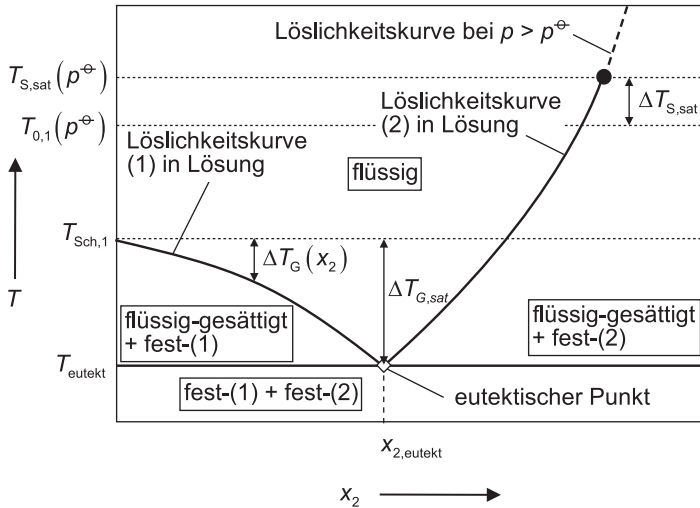 Löslichkeitskurve bei p > p⦵
T_S,sat (p⦵)
Löslichkeitskurve
(2) in Lösung
ΔT_S,sat
T_0,1 (p⦵)
Löslichkeitskurve
(1) in Lösung
flüssig
T_Sch,1
ΔT_G (x_2)
ΔT_G,sat
T
flüssig-gesättigt
+ fest-(1)
flüssig-gesättigt
+ fest-(2)
T_eutekt
fest-(1) + fest-(2)
eutektischer Punkt
x_2,eutekt
x_2